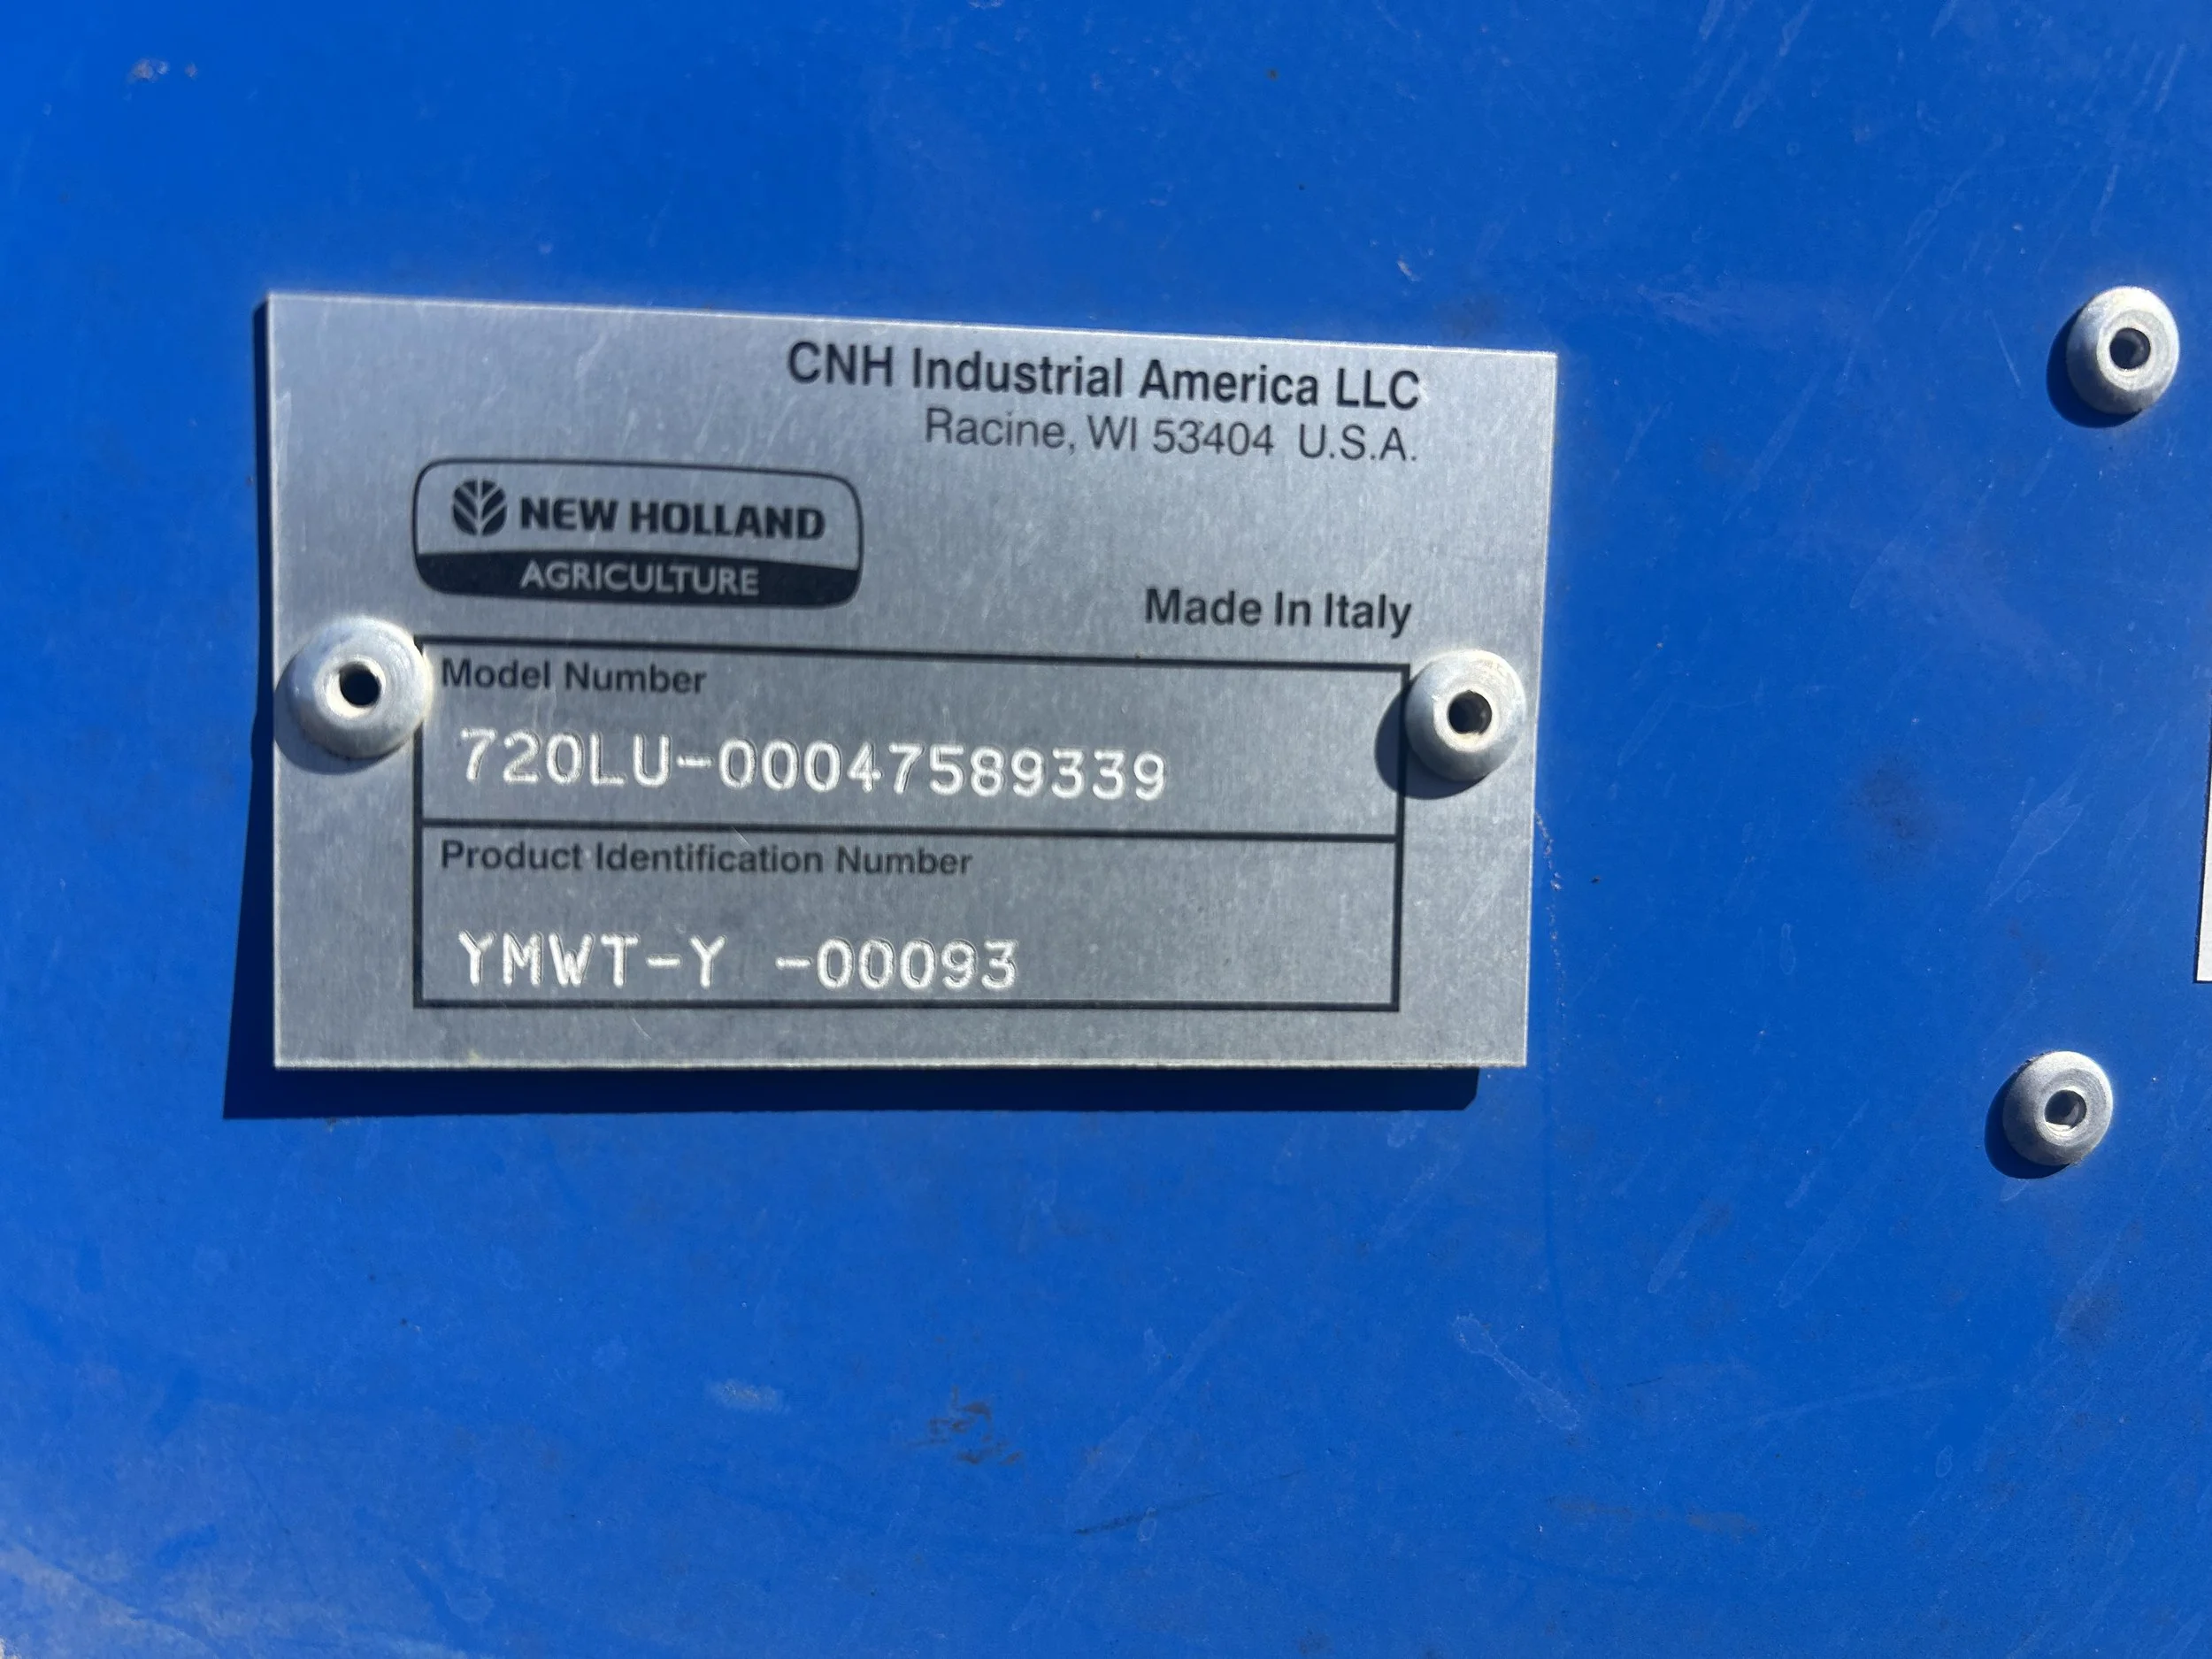 CNH Industrial America LLC
Racine, WI 53404 U.S.A.
NEW HOLLAND
AGRICULTURE
Made In Italy
Model Number
720LU-00047589339
Product Identification Number
YMWT-Y -00093